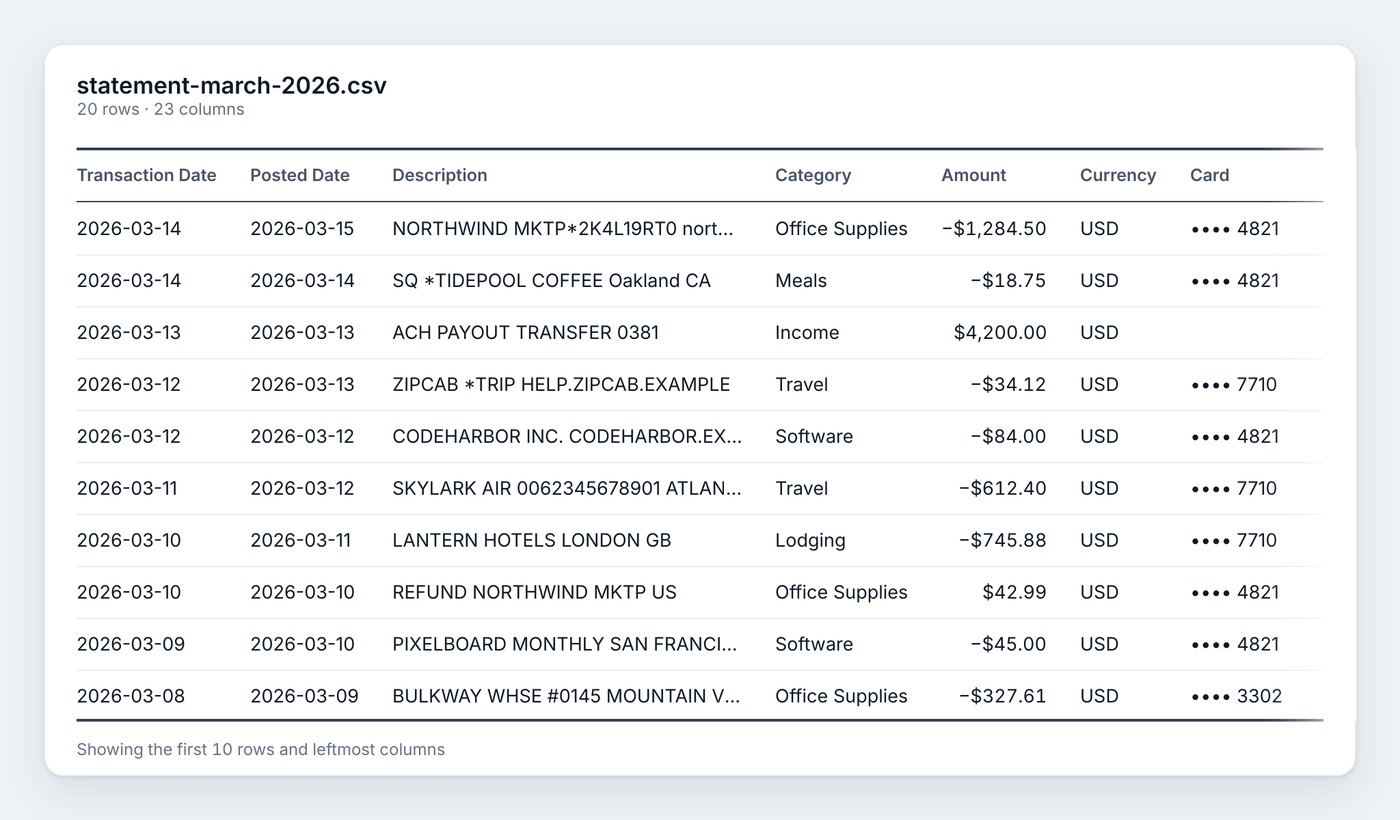 statement-march-2026.csv
20 rows · 23 columns
Transaction Date Posted Date Description Category Amount Currency Card
2026-03-14 2026-03-15 NORTHWIND MKTP*2K4L19RT0 nort... Office Supplies −$1,284.50 USD •••• 4821
2026-03-14 2026-03-14 SQ *TIDEPOOL COFFEE Oakland CA Meals −$18.75 USD •••• 4821
2026-03-13 2026-03-13 ACH PAYOUT TRANSFER 0381 Income $4,200.00 USD
2026-03-12 2026-03-13 ZIPCAB *TRIP HELP.ZIPCAB.EXAMPLE Travel −$34.12 USD •••• 7710
2026-03-12 2026-03-12 CODEHARBOR INC. CODEHARBOR.EX... Software −$84.00 USD •••• 4821
2026-03-11 2026-03-12 SKYLARK AIR 0062345678901 ATLAN... Travel −$612.40 USD •••• 7710
2026-03-10 2026-03-11 LANTERN HOTELS LONDON GB Lodging −$745.88 USD •••• 7710
2026-03-10 2026-03-10 REFUND NORTHWIND MKTP US Office Supplies $42.99 USD •••• 4821
2026-03-09 2026-03-10 PIXELBOARD MONTHLY SAN FRANCI... Software −$45.00 USD •••• 4821
2026-03-08 2026-03-09 BULKWAY WHSE #0145 MOUNTAIN V... Office Supplies −$327.61 USD •••• 3302
Showing the first 10 rows and leftmost columns